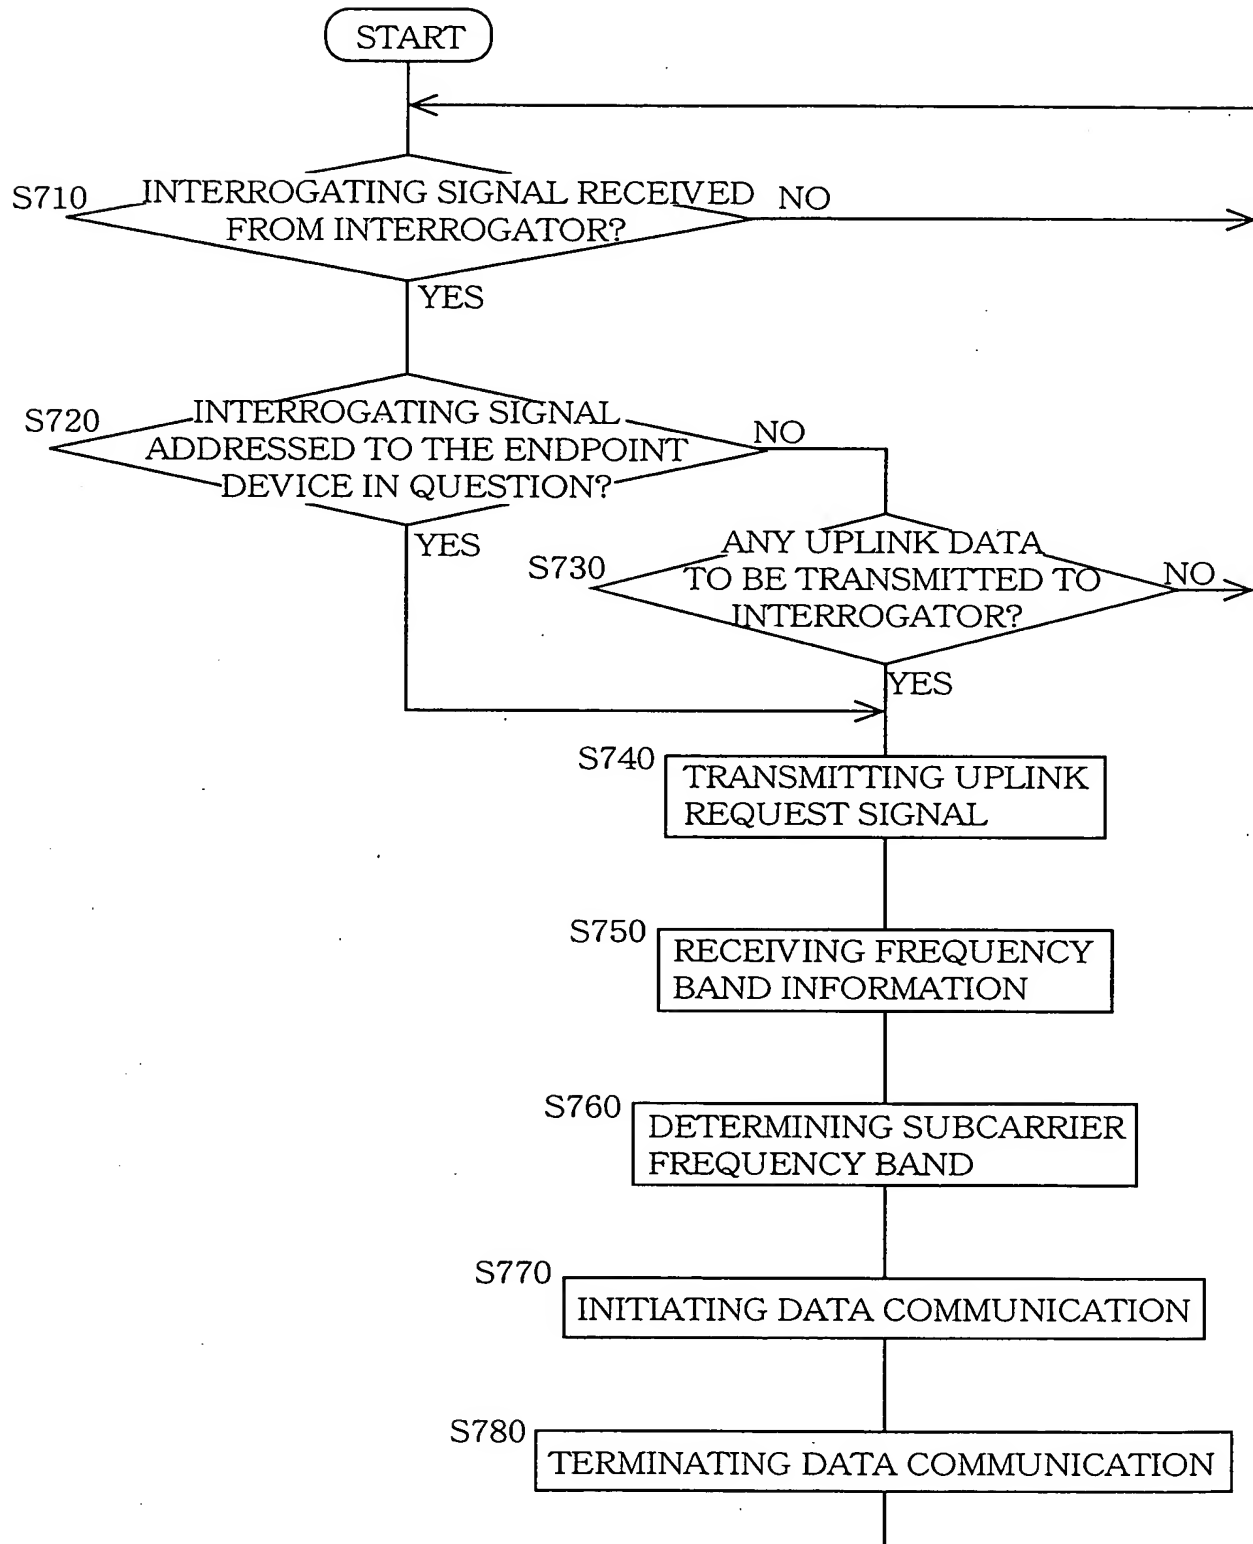 START
S710
INTERROGATING SIGNAL RECEIVED
FROM INTERROGATOR?
NO
YES
S720
INTERROGATING SIGNAL
ADDRESSED TO THE ENDPOINT
DEVICE IN QUESTION?
NO
YES
S730
ANY UPLINK DATA
TO BE TRANSMITTED TO
INTERROGATOR?
NO
YES
S740
TRANSMITTING UPLINK
REQUEST SIGNAL
S750
RECEIVING FREQUENCY
BAND INFORMATION
S760
DETERMINING SUBCARRIER
FREQUENCY BAND
S770
INITIATING DATA COMMUNICATION
S780
TERMINATING DATA COMMUNICATION